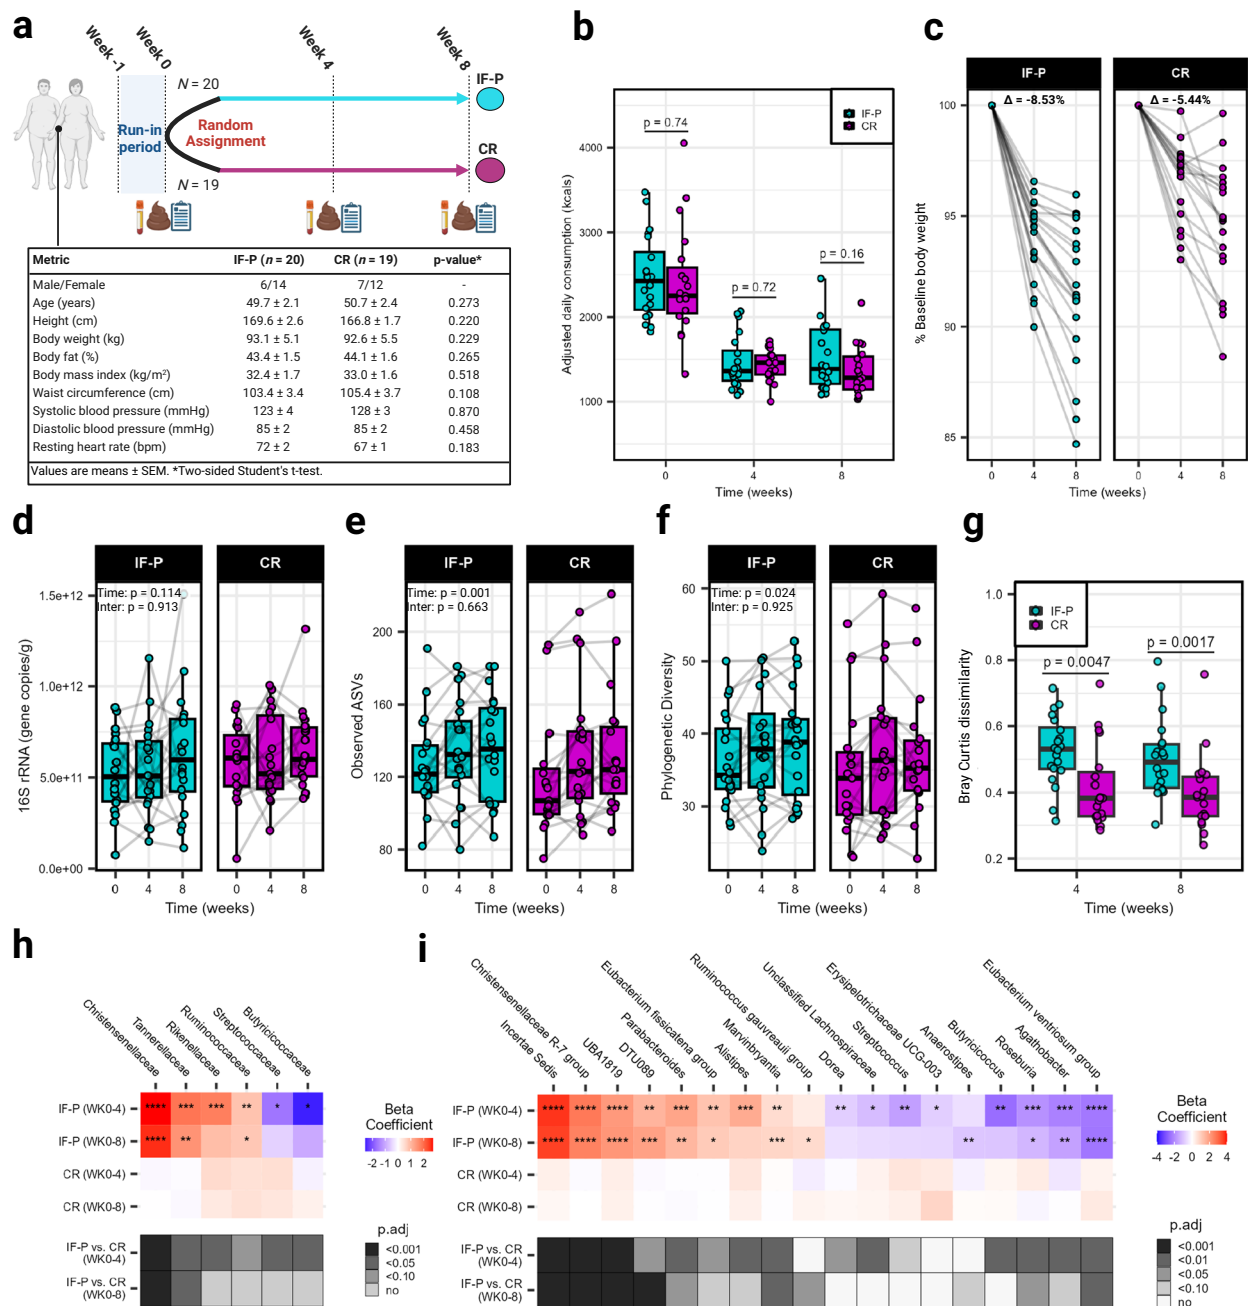 a
Week -1
Week 0
Week 4
Week 8
N = 20
IF-P
Run-in
period
Random
Assignment
CR
N = 19
Metric IF-P (n = 20) CR (n = 19) p-value*
Male/Female 6/14 7/12 -
Age (years) 49.7 ± 2.1 50.7 ± 2.4 0.273
Height (cm) 169.6 ± 2.6 166.8 ± 1.7 0.220
Body weight (kg) 93.1 ± 5.1 92.6 ± 5.5 0.229
Body fat (%) 43.4 ± 1.5 44.1 ± 1.6 0.265
Body mass index (kg/m²) 32.4 ± 1.7 33.0 ± 1.6 0.518
Waist circumference (cm) 103.4 ± 3.4 105.4 ± 3.7 0.108
Systolic blood pressure (mmHg) 123 ± 4 128 ± 3 0.870
Diastolic blood pressure (mmHg) 85 ± 2 85 ± 2 0.458
Resting heart rate (bpm) 72 ± 2 67 ± 1 0.183
Values are means ± SEM. *Two-sided Student's t-test.
b
Adjusted daily consumption (kcals)
4000
3000
2000
1000
p = 0.74
p = 0.72
p = 0.16
IF-P
CR
0 4 8
Time (weeks)
c
IF-P CR
Δ = -8.53% Δ = -5.44%
% Baseline body weight
100
95
90
85
0 4 8 0 4 8
Time (weeks)
d
IF-P CR
Time: p = 0.114
Inter: p = 0.913
16S rRNA (gene copies/g)
1.5e+12
1.0e+12
5.0e+11
0.0e+00
0 4 8 0 4 8
Time (weeks)
e
IF-P CR
Time: p = 0.001
Inter: p = 0.663
Observed ASVs
200
160
120
80
0 4 8 0 4 8
Time (weeks)
f
IF-P CR
Time: p = 0.024
Inter: p = 0.925
Phylogenetic Diversity
60
50
40
30
0 4 8 0 4 8
Time (weeks)
g
Bray Curtis dissimilarity
1.0
0.8
0.6
0.4
0.2
IF-P
CR
p = 0.0047
p = 0.0017
4 8
Time (weeks)
h
Christensenellaceae
Tannerellaceae
Rikenellaceae
Ruminococcaceae
Streptococcaceae
Butyricicoccaceae
IF-P (WK0-4) **** *** *** ** * *
IF-P (WK0-8) **** ** *
CR (WK0-4)
CR (WK0-8)
IF-P vs. CR
(WK0-4)
IF-P vs. CR
(WK0-8)
Beta
Coefficient
-2 -1 0 1 2
p.adj
<0.001
<0.05
<0.10
no
i
Incertae Sedis
Christensenellaceae R-7 group
UBA1819
DTU089
Parabacteroides
Eubacterium fissicatena group
Alistipes
Marvinbryantia
Ruminococcus gauvreauii group
Dorea
Unclassified Lachnospiraceae
Streptococcus
Erysipelotrichaceae UCG-003
Anaerostipes
Butyricicoccus
Roseburia
Agathobacter
Eubacterium ventriosum group
IF-P (WK0-4) **** **** **** ** *** ** *** ** ** * ** * ** *** *** ****
IF-P (WK0-8) **** **** **** *** ** * *** * ** * ** ****
CR (WK0-4)
CR (WK0-8)
IF-P vs. CR
(WK0-4)
IF-P vs. CR
(WK0-8)
Beta
Coefficient
-4 -2 0 2 4
p.adj
<0.001
<0.01
<0.05
<0.10
no